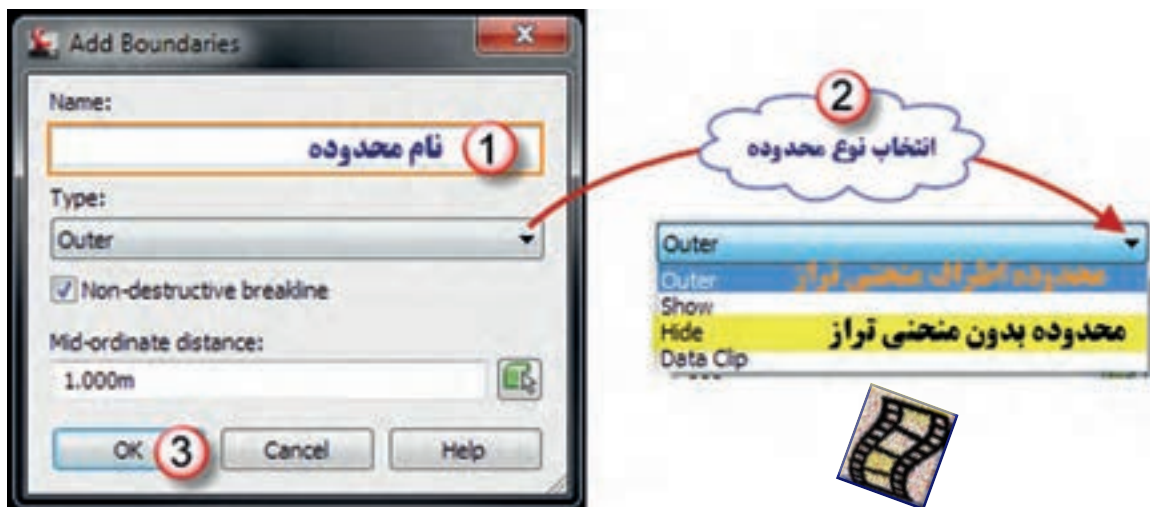 Add Boundaries
Name:
نام محدوده
1
Type:
Outer
Non-destructive breakline
Mid-ordinate distance:
1.000m
OK
3
Cancel
Help
2
انتخاب نوع محدوده
Outer
Outer محدوده اطراف منحنی تراز
Show
Hide محدوده بدون منحنی تراز
Data Clip